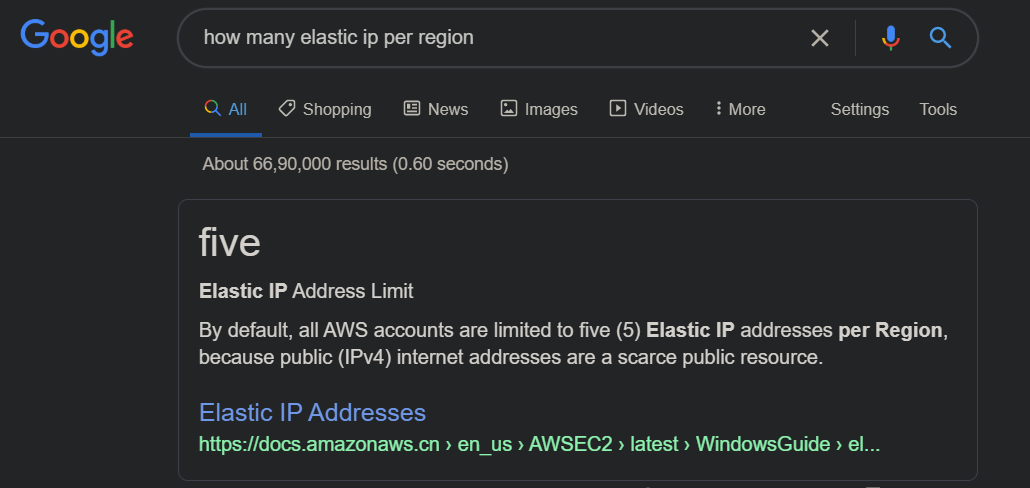 Google
how many elastic ip per region
All Shopping News Images Videos More Settings Tools
About 66,90,000 results (0.60 seconds)
five
Elastic IP Address Limit
By default, all AWS accounts are limited to five (5) Elastic IP addresses per Region,
because public (IPv4) internet addresses are a scarce public resource.
Elastic IP Addresses
https://docs.amazonaws.cn › en_us › AWSEC2 › latest › WindowsGuide › el...